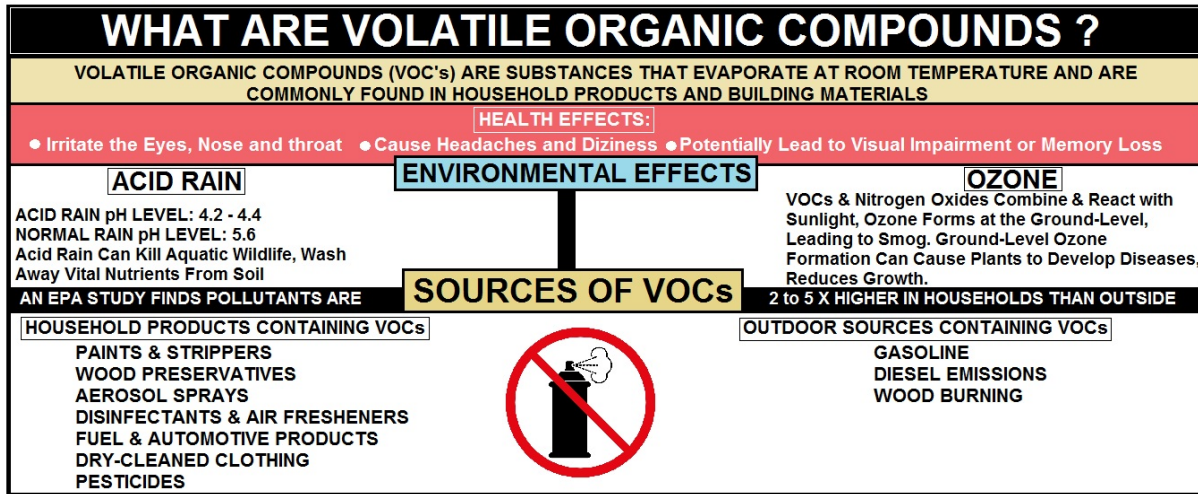 WHAT ARE VOLATILE ORGANIC COMPOUNDS ?
VOLATILE ORGANIC COMPOUNDS (VOC's) ARE SUBSTANCES THAT EVAPORATE AT ROOM TEMPERATURE AND ARE
COMMONLY FOUND IN HOUSEHOLD PRODUCTS AND BUILDING MATERIALS
HEALTH EFFECTS:
● Irritate the Eyes, Nose and throat ● Cause Headaches and Diziness ● Potentially Lead to Visual Impairment or Memory Loss
ENVIRONMENTAL EFFECTS
ACID RAIN
ACID RAIN pH LEVEL: 4.2 - 4.4
NORMAL RAIN pH LEVEL: 5.6
Acid Rain Can Kill Aquatic Wildlife, Wash
Away Vital Nutrients From Soil
OZONE
VOCs & Nitrogen Oxides Combine & React with
Sunlight, Ozone Forms at the Ground-Level,
Leading to Smog. Ground-Level Ozone
Formation Can Cause Plants to Develop Diseases,
Reduces Growth.
SOURCES OF VOCs
AN EPA STUDY FINDS POLLUTANTS ARE 2 to 5 X HIGHER IN HOUSEHOLDS THAN OUTSIDE
HOUSEHOLD PRODUCTS CONTAINING VOCs
PAINTS & STRIPPERS
WOOD PRESERVATIVES
AEROSOL SPRAYS
DISINFECTANTS & AIR FRESHENERS
FUEL & AUTOMOTIVE PRODUCTS
DRY-CLEANED CLOTHING
PESTICIDES
OUTDOOR SOURCES CONTAINING VOCs
GASOLINE
DIESEL EMISSIONS
WOOD BURNING